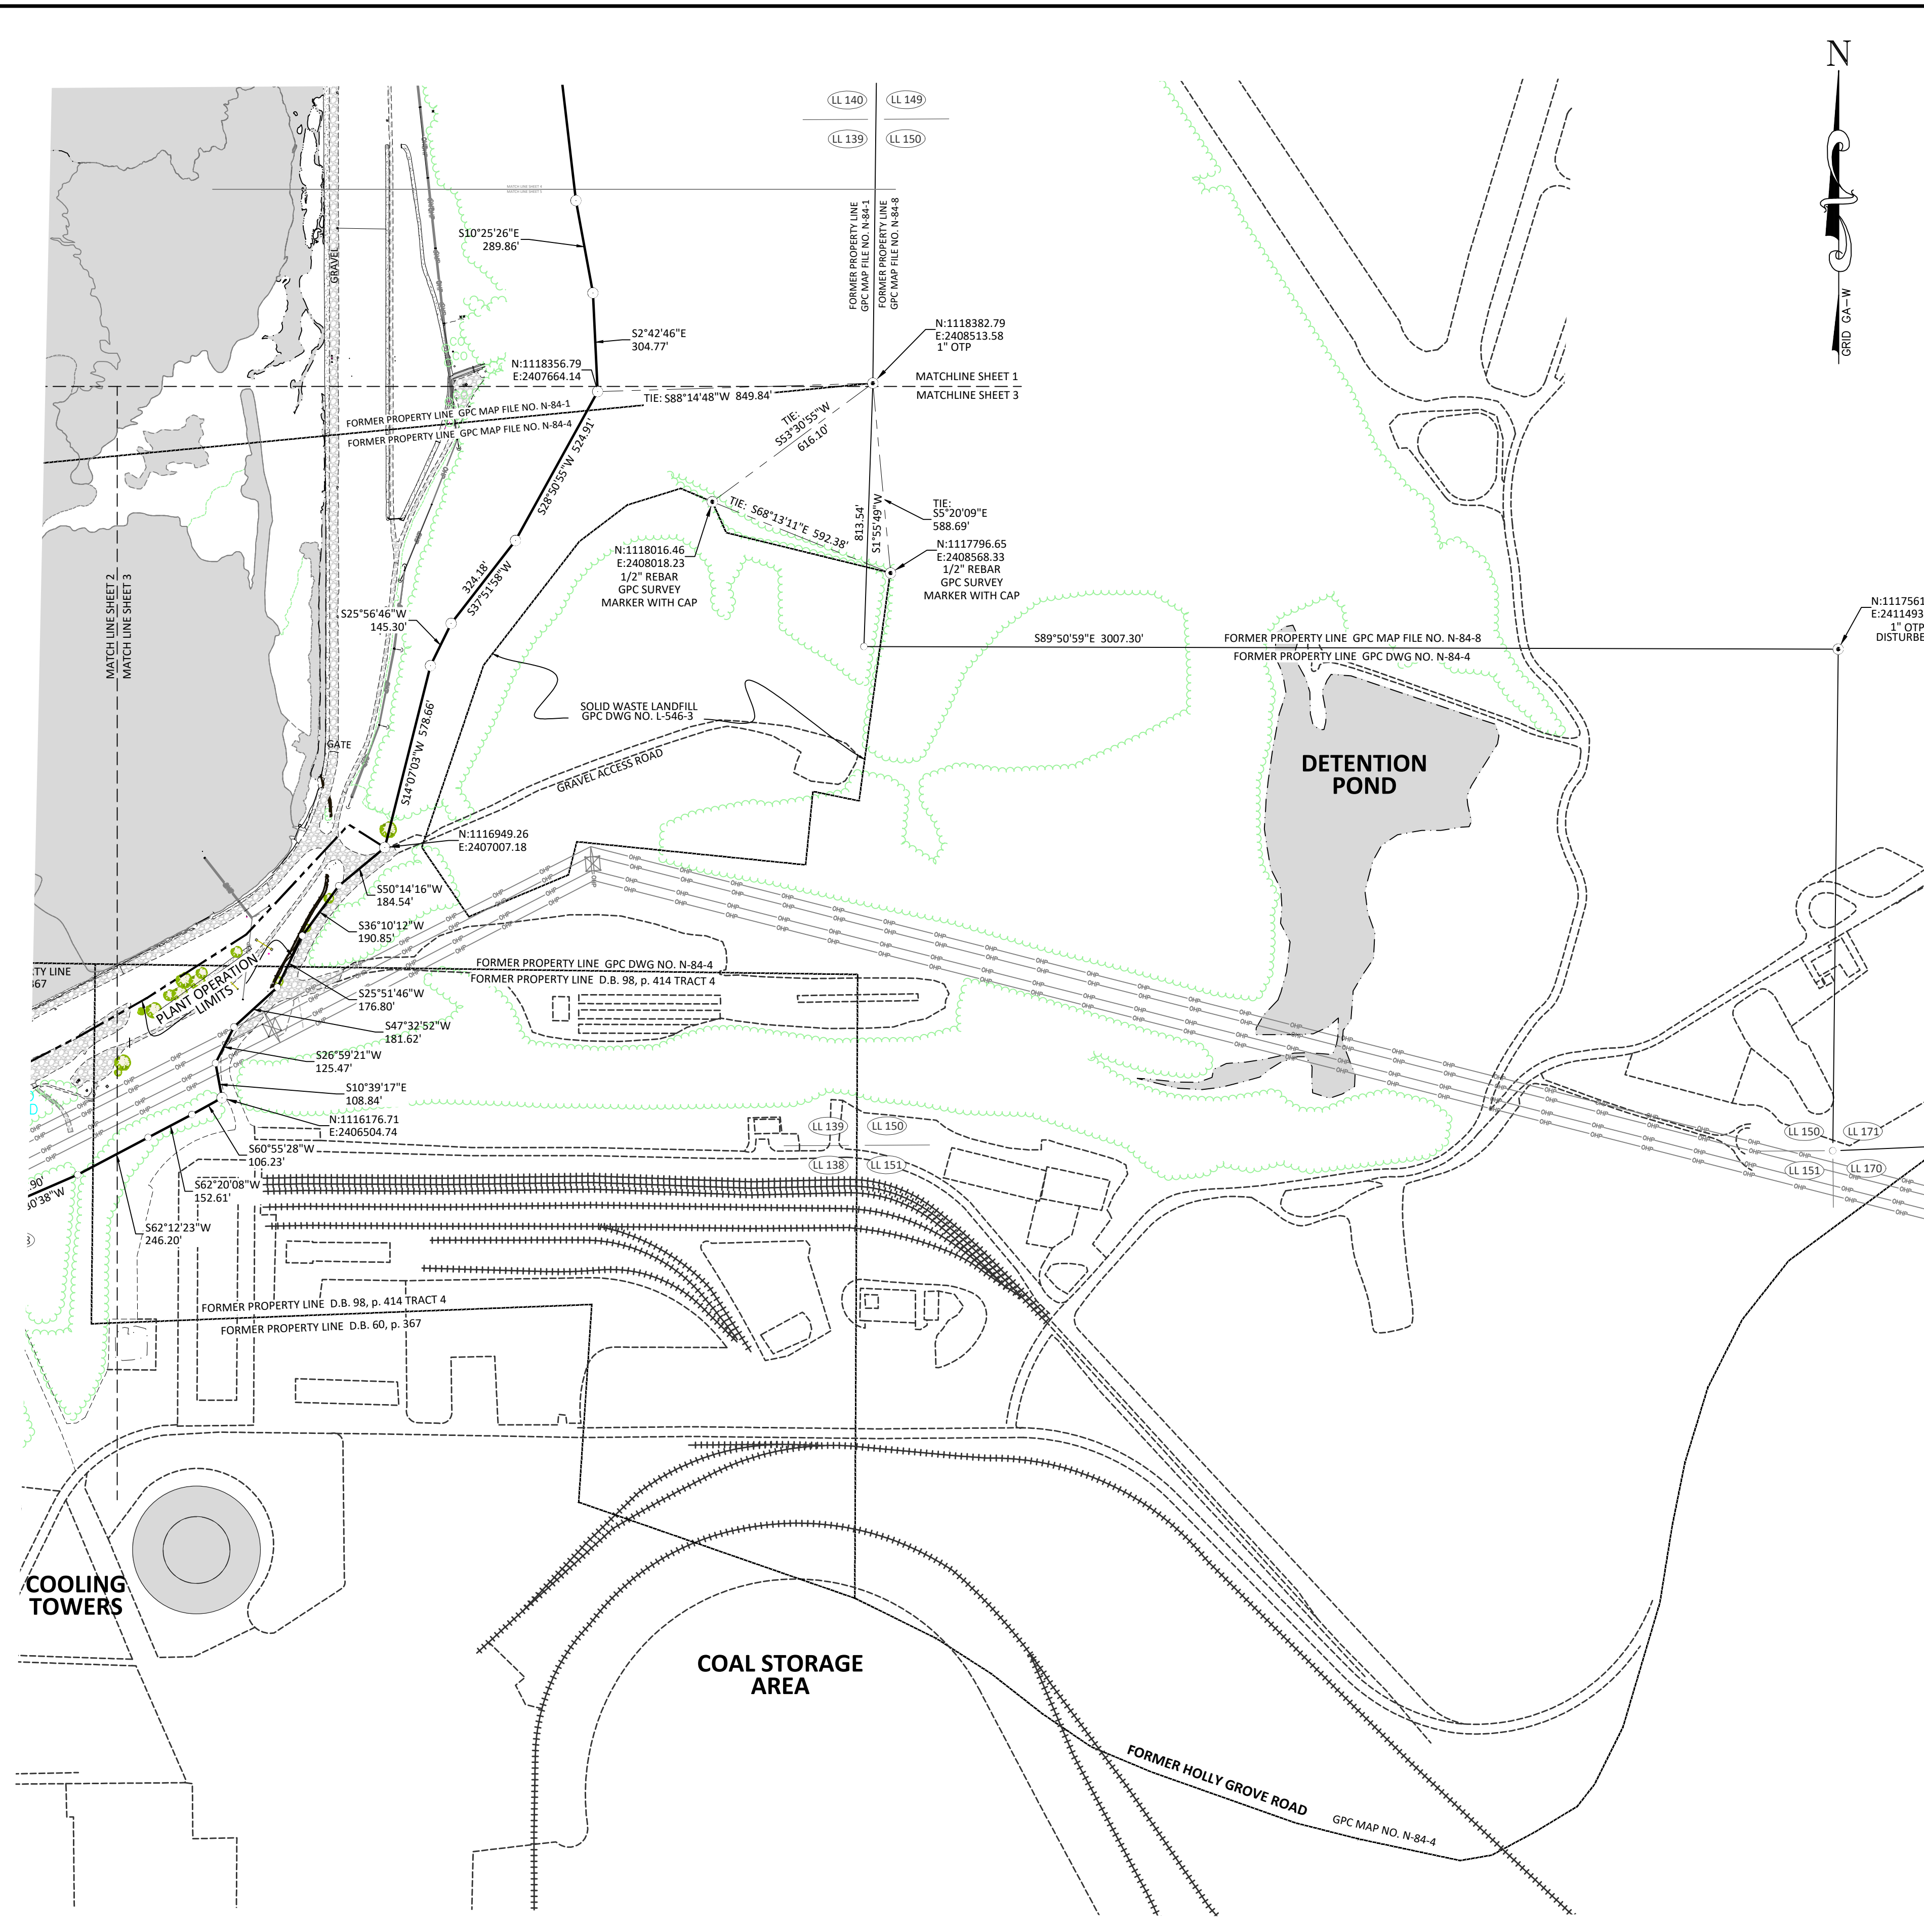 N
GRID GA-W
LL 140
LL 149
LL 139
LL 150
MATCH LINE SHEET 2
MATCH LINE SHEET 3
GRAVEL
S10°25'26"E
289.86'
FORMER PROPERTY LINE
GPC MAP FILE NO. N-84-1
FORMER PROPERTY LINE
GPC MAP FILE NO. N-84-8
S2°42'46"E
304.77'
N:1118382.79
E:2408513.58
1" OTP
N:1118356.79
E:2407664.14
MATCHLINE SHEET 1
MATCHLINE SHEET 3
TIE: S88°14'48"W 849.84'
FORMER PROPERTY LINE GPC MAP FILE NO. N-84-1
FORMER PROPERTY LINE GPC MAP FILE NO. N-84-4
TIE:
S53°30'55"W
616.10'
S28°50'55"W 524.91'
TIE: S68°13'11"E 592.38'
813.54'
S1°55'49"W
TIE:
S5°20'09"E
588.69'
N:1118016.46
E:2408018.23
1/2" REBAR
GPC SURVEY
MARKER WITH CAP
N:1117796.65
E:2408568.33
1/2" REBAR
GPC SURVEY
MARKER WITH CAP
324.18'
S37°51'58"W
S25°56'46"W
145.30'
N:1117561
E:2411493
1" OTP
DISTURBE
S89°50'59"E 3007.30'
FORMER PROPERTY LINE GPC MAP FILE NO. N-84-8
FORMER PROPERTY LINE GPC DWG NO. N-84-4
SOLID WASTE LANDFILL
GPC DWG NO. L-546-3
S14°07'03"W 578.66'
GATE
GRAVEL ACCESS ROAD
DETENTION
POND
N:1116949.26
E:2407007.18
S50°14'16"W
184.54'
S36°10'12"W
190.85'
TY LINE
367
PLANT OPERATION
LIMITS
FORMER PROPERTY LINE GPC DWG NO. N-84-4
FORMER PROPERTY LINE D.B. 98, p. 414 TRACT 4
S25°51'46"W
176.80'
S47°32'52"W
181.62'
S26°59'21"W
125.47'
S10°39'17"E
108.84'
N:1116176.71
E:2406504.74
S60°55'28"W
106.23'
S62°20'08"W
152.61'
S62°12'23"W
246.20'
.90'
30'38"W
LL 139
LL 150
LL 138
LL 151
LL 150
LL 171
LL 151
LL 170
OHP
FORMER PROPERTY LINE D.B. 98, p. 414 TRACT 4
FORMER PROPERTY LINE D.B. 60, p. 367
COOLING
TOWERS
COAL STORAGE
AREA
FORMER HOLLY GROVE ROAD
GPC MAP NO. N-84-4